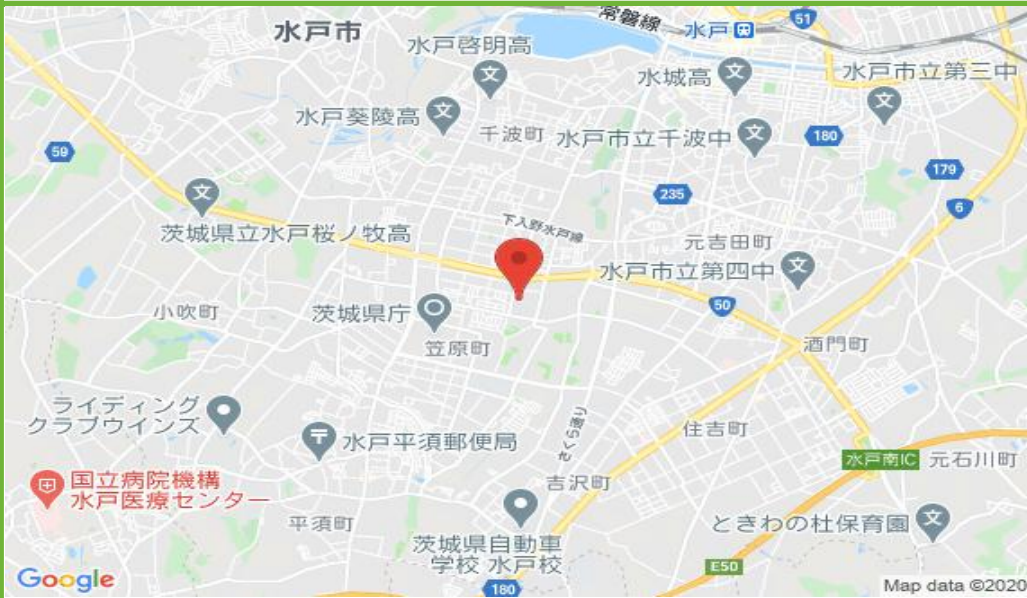 常磐線
水戸
51
水戸市
水戸啓明高
水城高
水戸市立第三中
水戸葵陵高
千波町
水戸市立千波中
180
59
179
235
6
下入野水戸線
茨城県立水戸桜ノ牧高
元吉田町
水戸市立第四中
小吹町
茨城県庁
50
笠原町
酒門町
ライディング
クラブウインズ
さくら通り
住吉町
水戸平須郵便局
水戸南IC
元石川町
国立病院機構
水戸医療センター
吉沢町
平須町
ときわの杜保育園
茨城県自動車
学校 水戸校
E50
180
Google
Map data ©2020